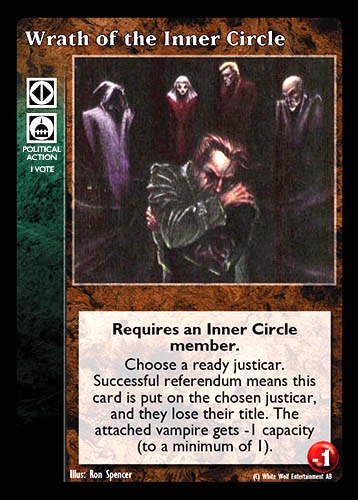 Wrath of the Inner Circle
POLITICAL
ACTION
1 VOTE
Requires an Inner Circle
member.
Choose a ready justicar.
Successful referendum means this
card is put on the chosen justicar,
and they lose their title. The
attached vampire gets -1 capacity
(to a minimum of 1).
-1
Illus: Ron Spencer
(C) White Wolf Entertainment AB